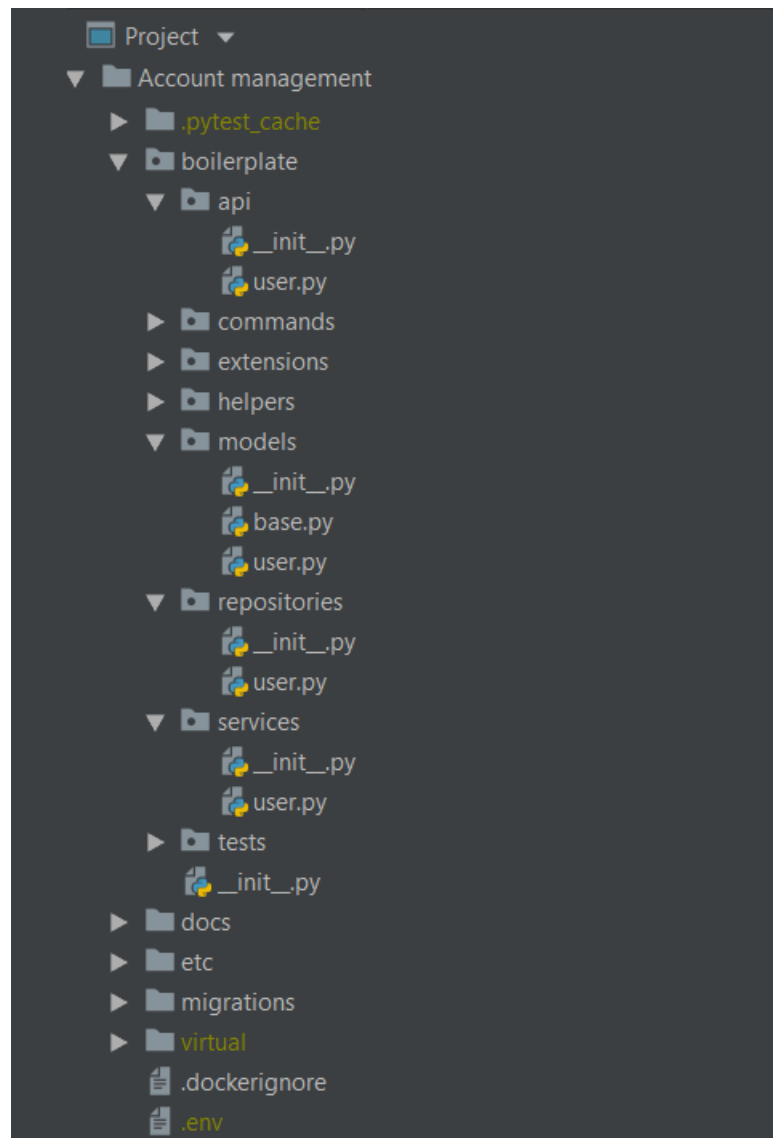 Project
Account management
.pytest_cache
boilerplate
api
__init__.py
user.py
commands
extensions
helpers
models
__init__.py
base.py
user.py
repositories
__init__.py
user.py
services
__init__.py
user.py
tests
__init__.py
docs
etc
migrations
virtual
.dockerignore
.env